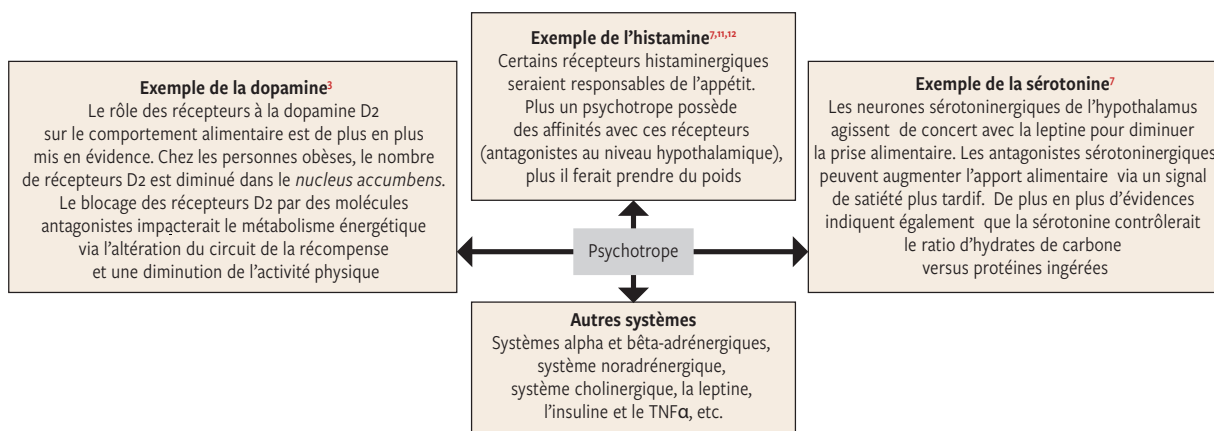 Exemple de l’histamine7,11,12
Certains récepteurs histaminergiques
seraient responsables de l’appétit.
Plus un psychotrope possède
des affinités avec ces récepteurs
(antagonistes au niveau hypothalamique),
plus il ferait prendre du poids
Exemple de la dopamine3
Le rôle des récepteurs à la dopamine D2
sur le comportement alimentaire est de plus en plus
mis en évidence. Chez les personnes obèses, le nombre
de récepteurs D2 est diminué dans le nucleus accumbens.
Le blocage des récepteurs D2 par des molécules
antagonistes impacterait le métabolisme énergétique
via l’altération du circuit de la récompense
et une diminution de l’activité physique
Psychotrope
Exemple de la sérotonine7
Les neurones sérotoninergiques de l’hypothalamus
agissent de concert avec la leptine pour diminuer
la prise alimentaire. Les antagonistes sérotoninergiques
peuvent augmenter l’apport alimentaire via un signal
de satiété plus tardif. De plus en plus d’évidences
indiquent également que la sérotonine contrôlerait
le ratio d’hydrates de carbone
versus protéines ingérées
Autres systèmes
Systèmes alpha et bêta-adrénergiques,
système noradrénergique,
système cholinergique, la leptine,
l’insuline et le TNFα, etc.